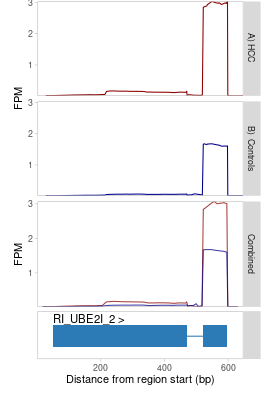 3
2
1
FPM
A) HCC
3
2
1
B) Controls
3
2
1
FPM
Combined
RI_UBE2I_2 >
200 400 600
Distance from region start (bp)